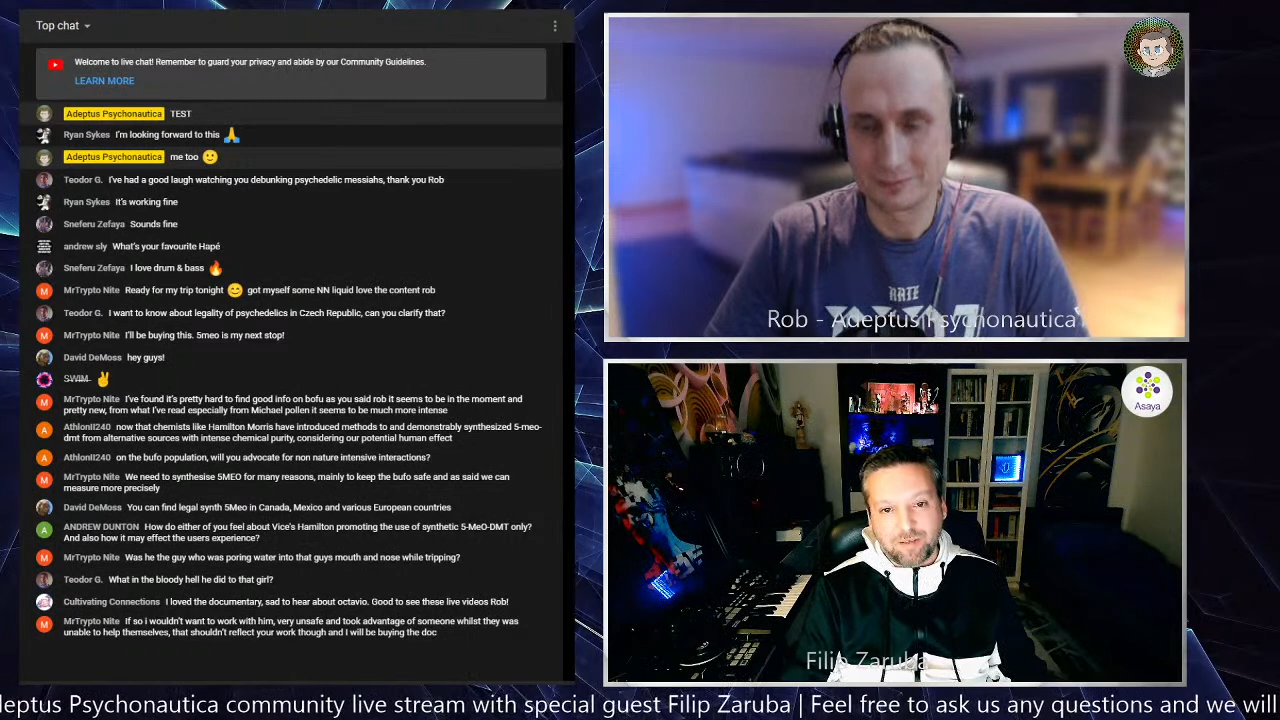 Top chat
Welcome to live chat! Remember to guard your privacy and abide by our Community Guidelines.
LEARN MORE
Adeptus Psychonautica TEST
Ryan Sykes I'm looking forward to this 🙏
Adeptus Psychonautica me too 🙂
Teodor G. I've had a good laugh watching you debunking psychedelic messiahs, thank you Rob
Ryan Sykes It's working fine
Sneferu Zefaya Sounds fine
andrew sly What's your favourite Hapé
Sneferu Zefaya I love drum & bass 🔥
M MrTrypto Nite Ready for my trip tonight 😊 got myself some NN liquid love the content rob
Teodor G. I want to know about legality of psychedelics in Czech Republic, can you clarify that?
M MrTrypto Nite I'll be buying this. 5meo is my next stop!
David DeMoss hey guys!
S̶W̶I̶M̶ ✌
M MrTrypto Nite I've found it's pretty hard to find good info on bofu as you said rob it seems to be in the moment and
pretty new, from what I've read especially from Michael pollen it seems to be much more intense
A AthlonII240 now that chemists like Hamilton Morris have introduced methods to and demonstrably synthesized 5-meo-
dmt from alternative sources with intense chemical purity, considering our potential human effect
A AthlonII240 on the bufo population, will you advocate for non nature intensive interactions?
M MrTrypto Nite We need to synthesise 5MEO for many reasons, mainly to keep the bufo safe and as said we can
measure more precisely
David DeMoss You can find legal synth 5Meo in Canada, Mexico and various European countries
A ANDREW DUNTON How do either of you feel about Vice's Hamilton promoting the use of synthetic 5-MeO-DMT only?
And also how it may effect the users experience?
M MrTrypto Nite Was he the guy who was poring water into that guys mouth and nose while tripping?
Teodor G. What in the bloody hell he did to that girl?
Cultivating Connections I loved the documentary, sad to hear about octavio. Good to see these live videos Rob!
M MrTrypto Nite If so i wouldn't want to work with him, very unsafe and took advantage of someone whilst they was
unable to help themselves, that shouldn't reflect your work though and I will be buying the doc
HATE
Rob - Adeptus Psychonautica
Asaya
Filip Zaruba
deptus Psychonautica community live stream with special guest Filip Zaruba | Feel free to ask us any questions and we will